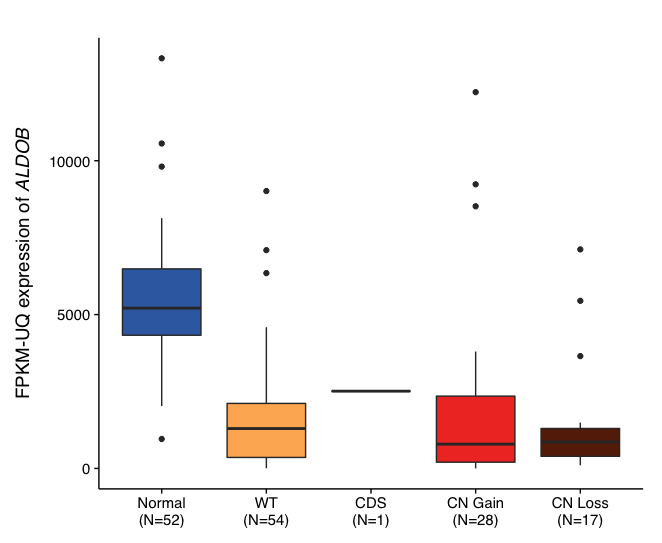 FPKM-UQ expression of ALDOB
10000
5000
0
Normal
(N=52)
WT
(N=54)
CDS
(N=1)
CN Gain
(N=28)
CN Loss
(N=17)